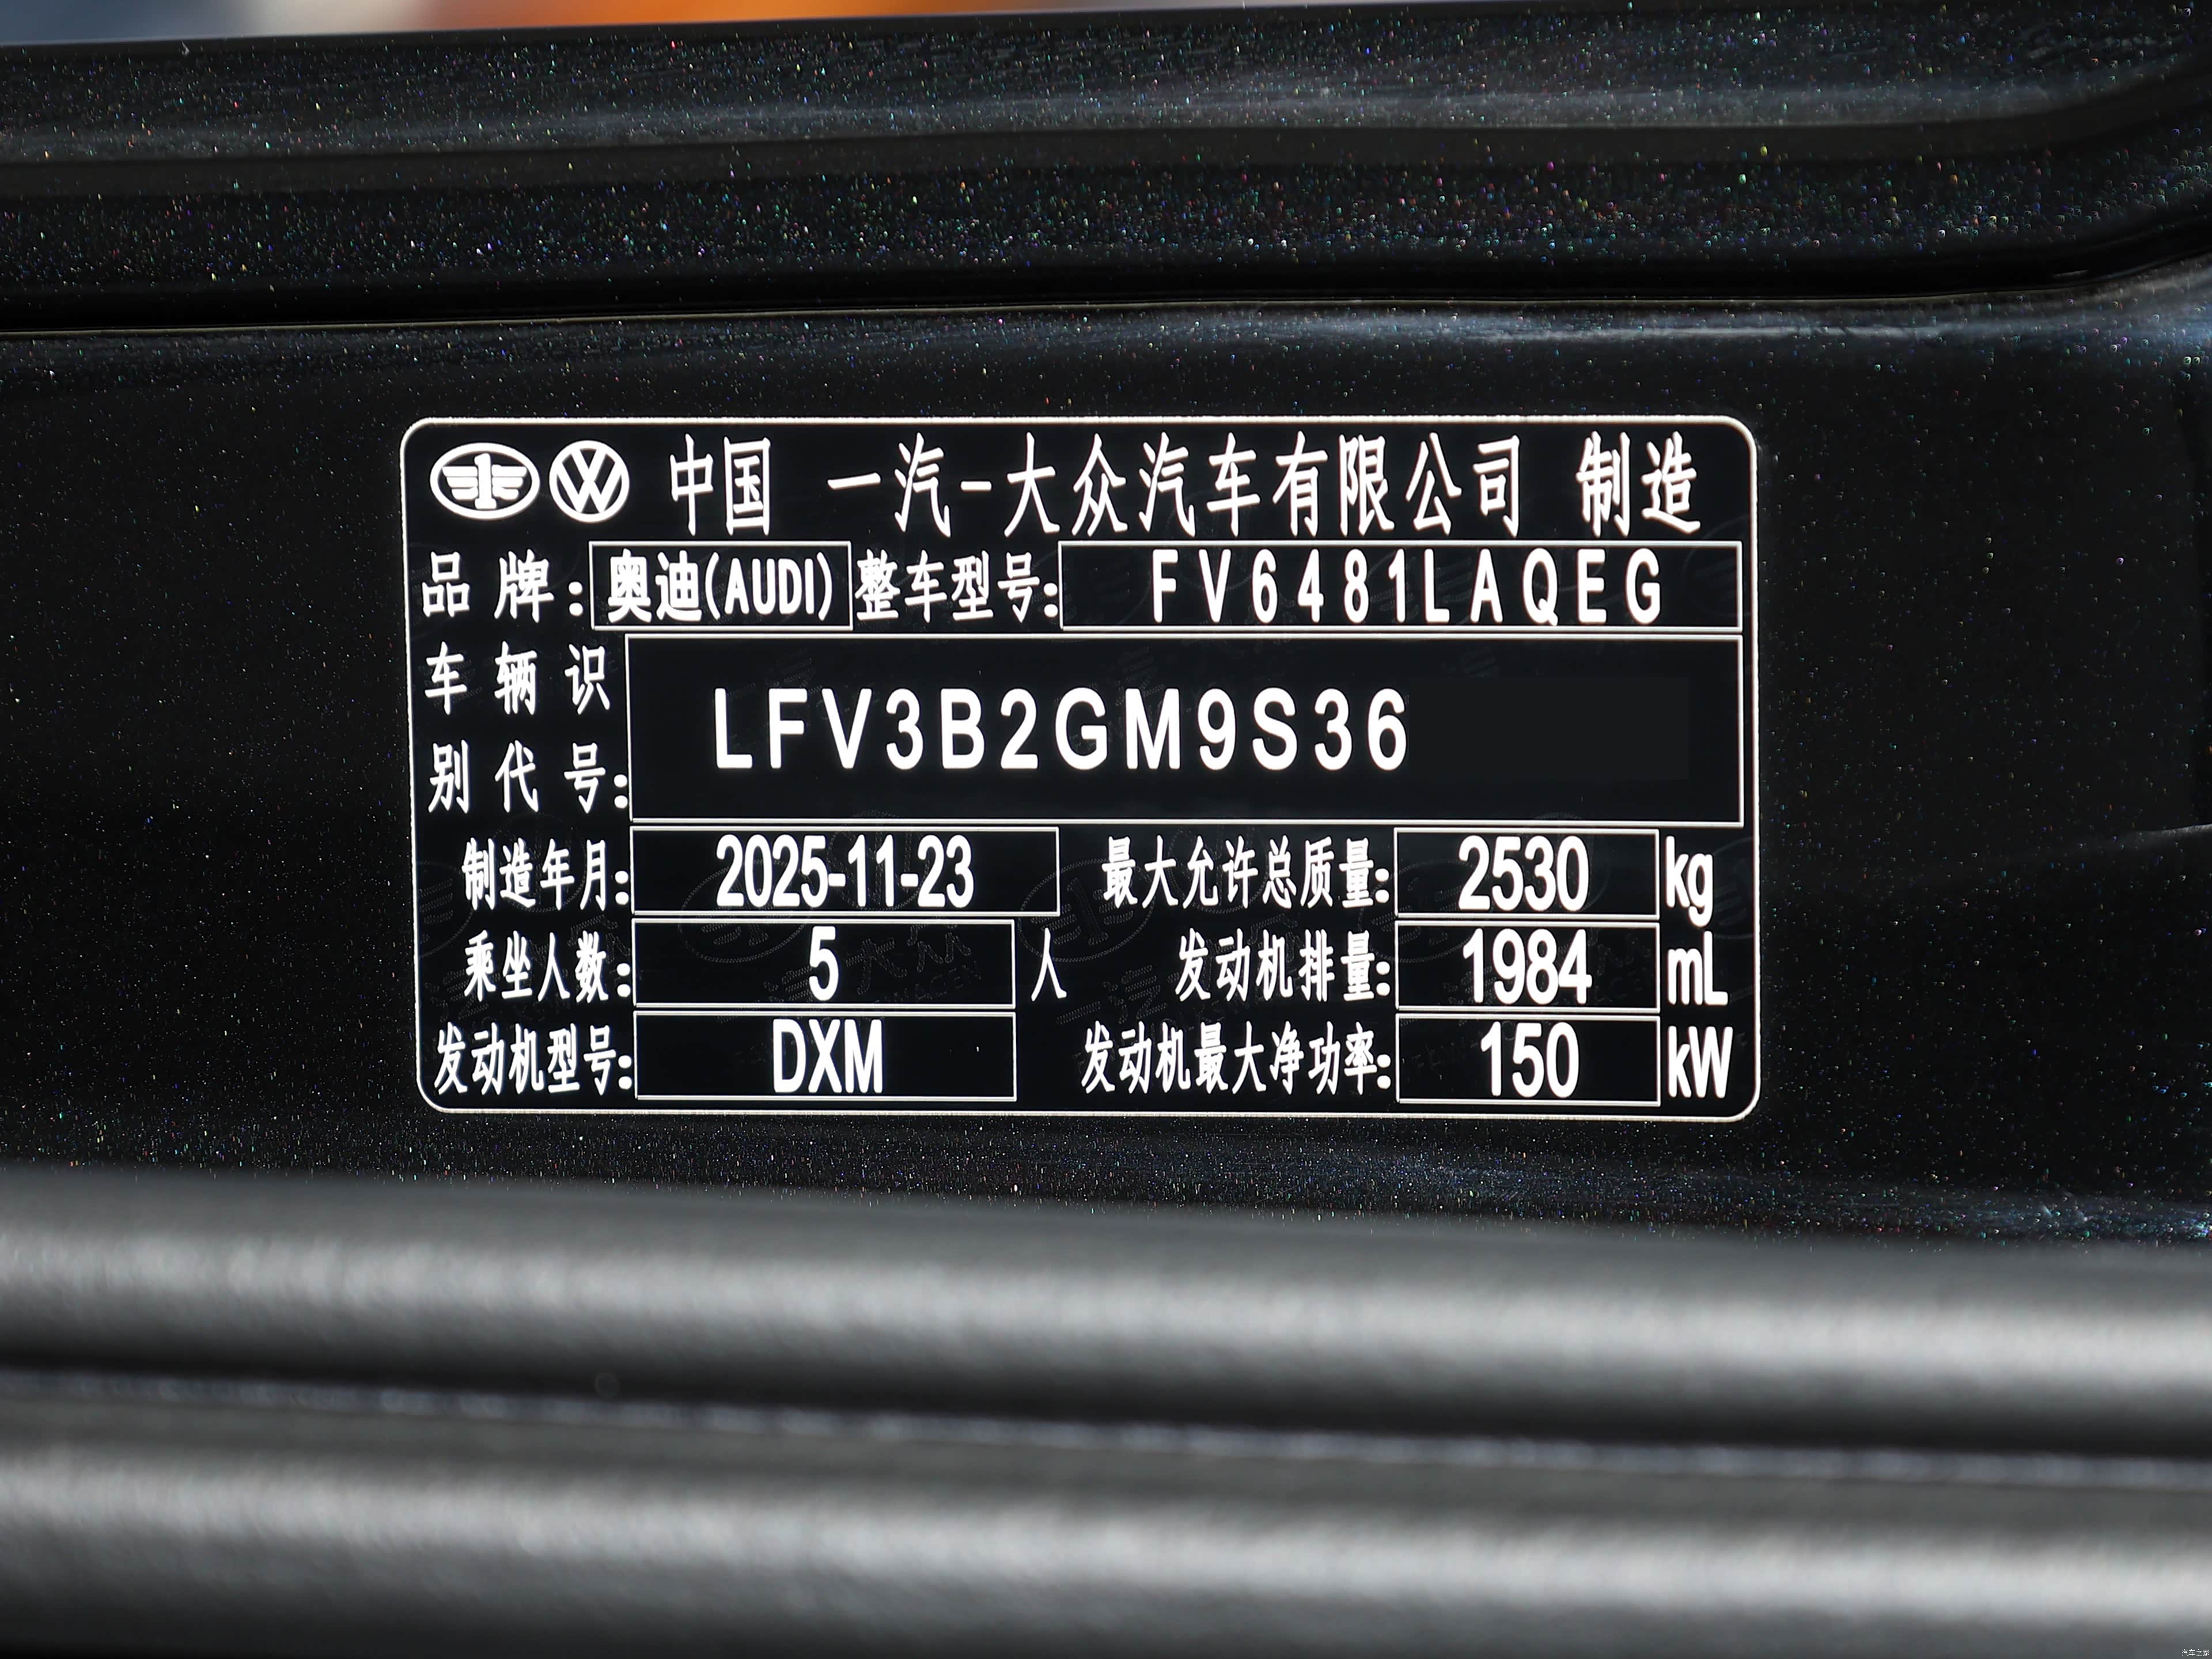 中国 一汽-大众汽车有限公司 制造
品牌: 奥迪(AUDI) 整车型号: FV6481LAQEG
车辆识别代号: LFV3B2GM9S36
制造年月: 2025-11-23 最大允许总质量: 2530 kg
乘坐人数: 5 人 发动机排量: 1984 mL
发动机型号: DXM 发动机最大净功率: 150 kW
汽车之家